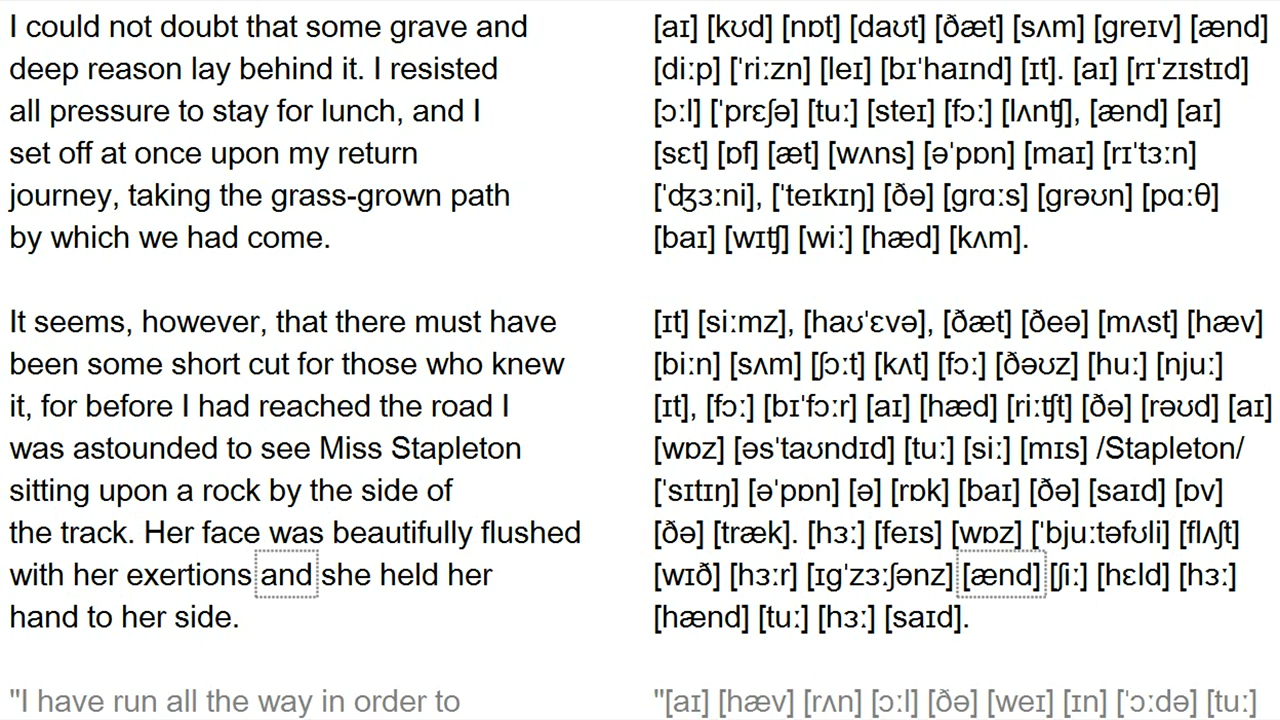 I could not doubt that some grave and
deep reason lay behind it. I resisted
all pressure to stay for lunch, and I
set off at once upon my return
journey, taking the grass-grown path
by which we had come.
It seems, however, that there must have
been some short cut for those who knew
it, for before I had reached the road I
was astounded to see Miss Stapleton
sitting upon a rock by the side of
the track. Her face was beautifully flushed
with her exertions and she held her
hand to her side.
"I have run all the way in order to
[aɪ] [kʊd] [nɒt] [daʊt] [ðæt] [sʌm] [greɪv] [ænd]
[diːp] [ˈriːzn] [leɪ] [bɪˈhaɪnd] [ɪt]. [aɪ] [rɪˈzɪstɪd]
[ɔːl] [ˈprɛʃə] [tuː] [steɪ] [fɔː] [lʌnʧ], [ænd] [aɪ]
[sɛt] [ɒf] [æt] [wʌns] [əˈpɒn] [maɪ] [rɪˈtɜːn]
[ˈʤɜːni], [ˈteɪkɪŋ] [ðə] [grɑːs] [grəʊn] [pɑːθ]
[baɪ] [wɪʧ] [wiː] [hæd] [kʌm].
[ɪt] [siːmz], [haʊˈɛvə], [ðæt] [ðeə] [mʌst] [hæv]
[biːn] [sʌm] [ʃɔːt] [kʌt] [fɔː] [ðəʊz] [huː] [njuː]
[ɪt], [fɔː] [bɪˈfɔːr] [aɪ] [hæd] [riːʧt] [ðə] [rəʊd] [aɪ]
[wɒz] [əsˈtaʊndɪd] [tuː] [siː] [mɪs] /Stapleton/
[ˈsɪtɪŋ] [əˈpɒn] [ə] [rɒk] [baɪ] [ðə] [saɪd] [ɒv]
[ðə] [træk]. [hɜː] [feɪs] [wɒz] [ˈbjuːtəfʊli] [flʌʃt]
[wɪð] [hɜːr] [ɪgˈzɜːʃənz] [ænd] [ʃiː] [hɛld] [hɜː]
[hænd] [tuː] [hɜː] [saɪd].
"[aɪ] [hæv] [rʌn] [ɔːl] [ðə] [weɪ] [ɪn] [ˈɔːdə] [tuː]